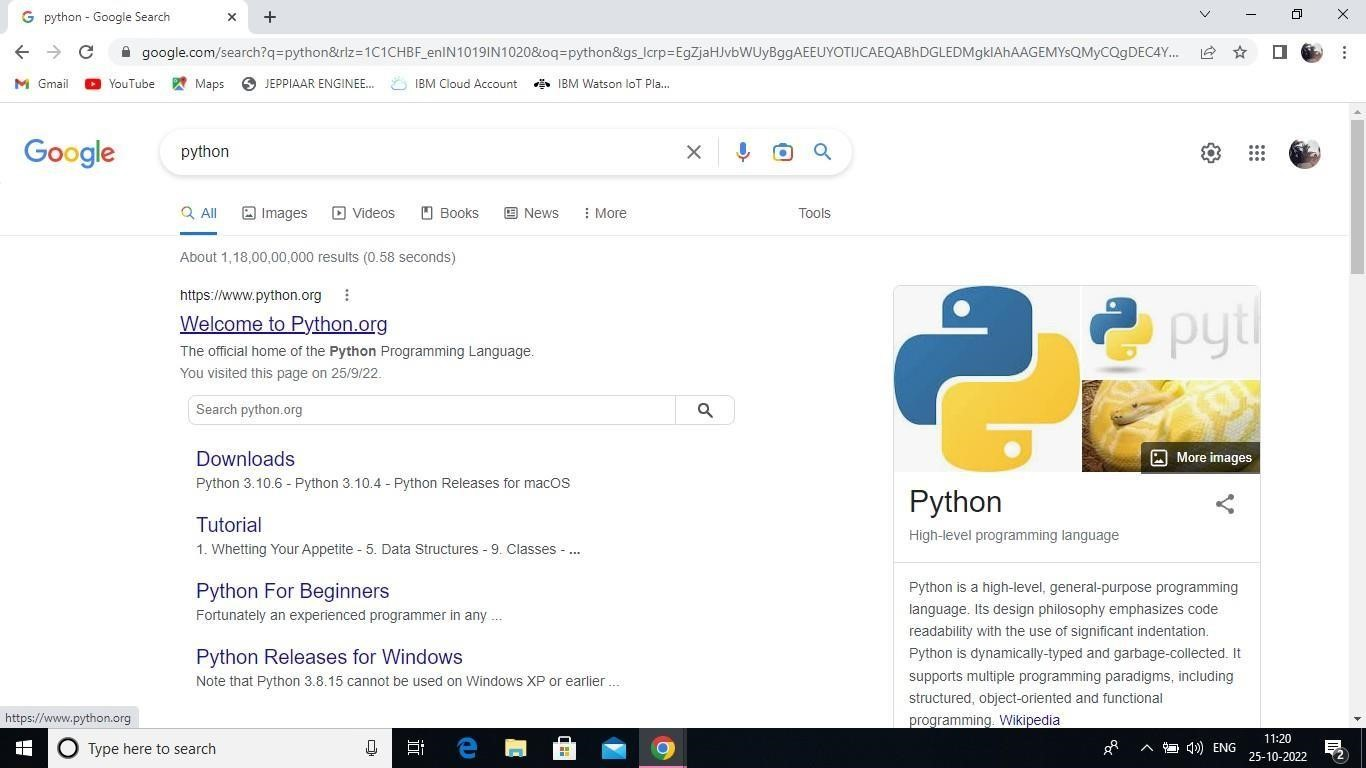 python - Google Search
google.com/search?q=python&rlz=1C1CHBF_enIN1019IN1020&oq=python&gs_lcrp=EgZjaHJvbWUyBggAEEUYOTIJCAEQABhDGLEDMgkIAhAAGEMYsQMyCQgDEC4Y...
Gmail YouTube Maps JEPPIAAR ENGINEE... IBM Cloud Account IBM Watson IoT Pla...
Google
python
All Images Videos Books News More Tools
About 1,18,00,00,000 results (0.58 seconds)
https://www.python.org
Welcome to Python.org
The official home of the Python Programming Language.
You visited this page on 25/9/22.
Search python.org
Downloads
Python 3.10.6 - Python 3.10.4 - Python Releases for macOS
Tutorial
1. Whetting Your Appetite - 5. Data Structures - 9. Classes - ...
Python For Beginners
Fortunately an experienced programmer in any ...
Python Releases for Windows
Note that Python 3.8.15 cannot be used on Windows XP or earlier ...
pyth
More images
Python
High-level programming language
Python is a high-level, general-purpose programming
language. Its design philosophy emphasizes code
readability with the use of significant indentation.
Python is dynamically-typed and garbage-collected. It
supports multiple programming paradigms, including
structured, object-oriented and functional
programming. Wikipedia
https://www.python.org
Type here to search
ENG
11:20
25-10-2022
2